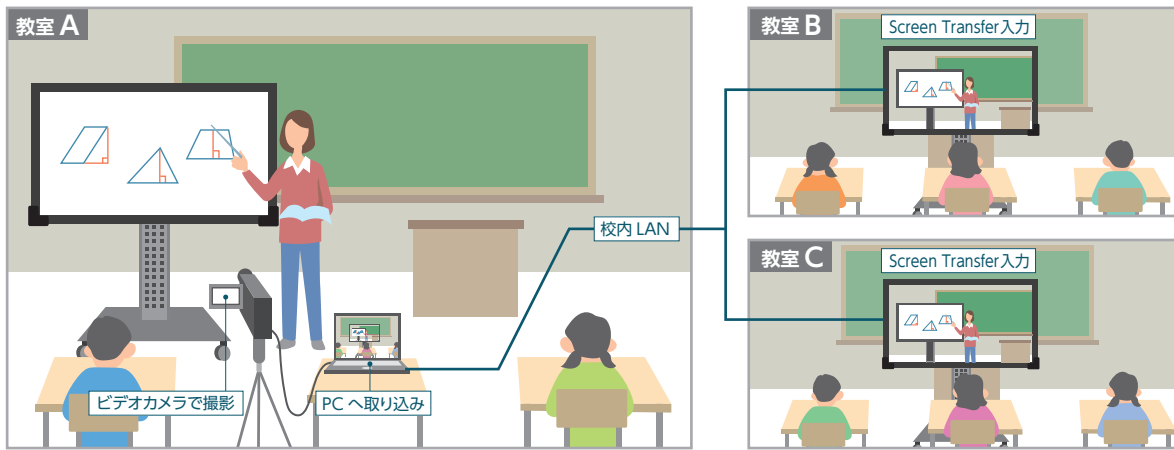 教室 A
ビデオカメラで撮影
PC へ取り込み
校内 LAN
教室 B
Screen Transfer入力
教室 C
Screen Transfer入力